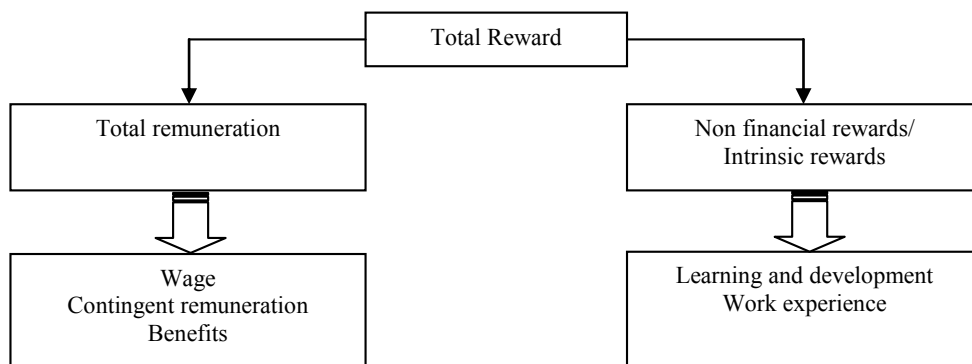 Total Reward
Total remuneration
Non financial rewards/
Intrinsic rewards
Wage
Contingent remuneration
Benefits
Learning and development
Work experience